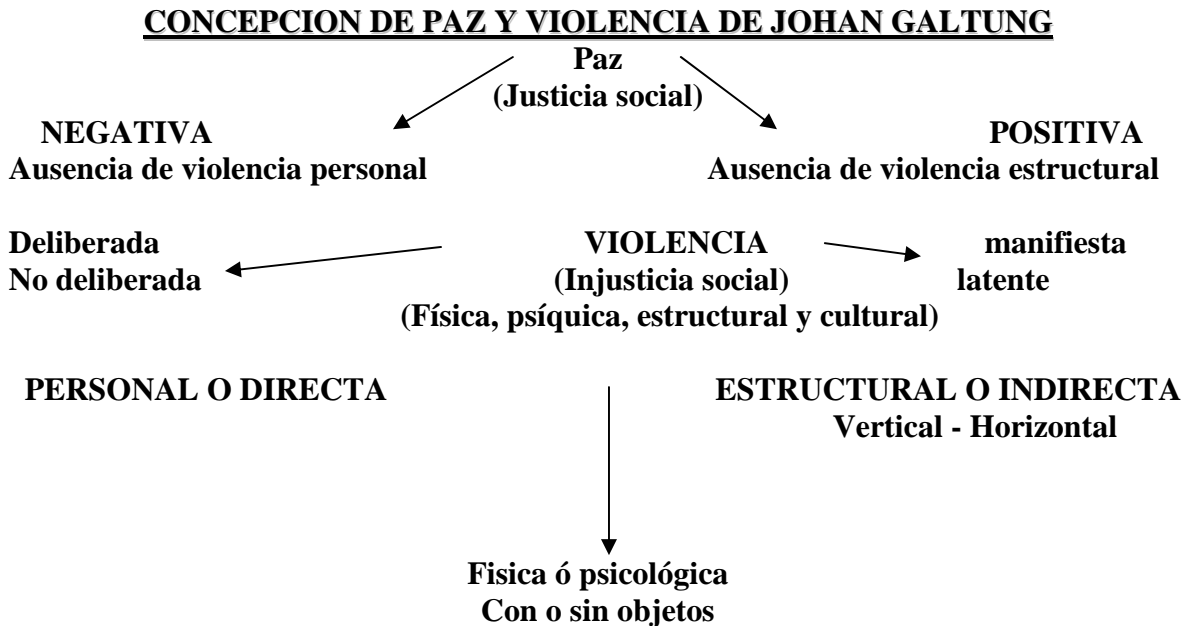 CONCEPCION DE PAZ Y VIOLENCIA DE JOHAN GALTUNG
Paz
(Justicia social)
NEGATIVA POSITIVA
Ausencia de violencia personal Ausencia de violencia estructural
Deliberada VIOLENCIA manifiesta
No deliberada (Injusticia social) latente
(Física, psíquica, estructural y cultural)
PERSONAL O DIRECTA ESTRUCTURAL O INDIRECTA
Vertical - Horizontal
Fisica ó psicológica
Con o sin objetos